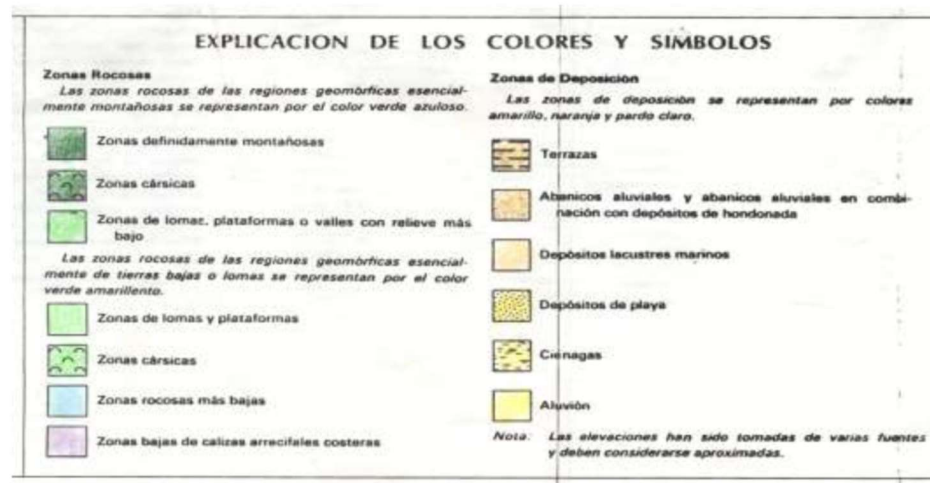 EXPLICACION DE LOS COLORES Y SIMBOLOS
Zonas Rocosas
Las zonas rocosas de las regiones geomórficas esencial-
mente montañosas se representan por el color verde azuloso.
Zonas definidamente montañosas
Zonas cársicas
Zonas de lomas, plataformas o valles con relieve más
bajo
Las zonas rocosas de las regiones geomórficas esencial-
mente de tierras bajas o lomas se representan por el color
verde amarillento.
Zonas de lomas y plataformas
Zonas cársicas
Zonas rocosas más bajas
Zonas bajas de calizas arrecifales costeras
Zonas de Deposición
Las zonas de deposición se representan por colores
amarillo, naranja y pardo claro.
Terrazas
Abanicos aluviales y abanicos aluviales en combi-
nación con depósitos de hondonada
Depósitos lacustres marinos
Depósitos de playa
Ciénagas
Aluvión
Nota: Las elevaciones han sido tomadas de varias fuentes
y deben considerarse aproximadas.